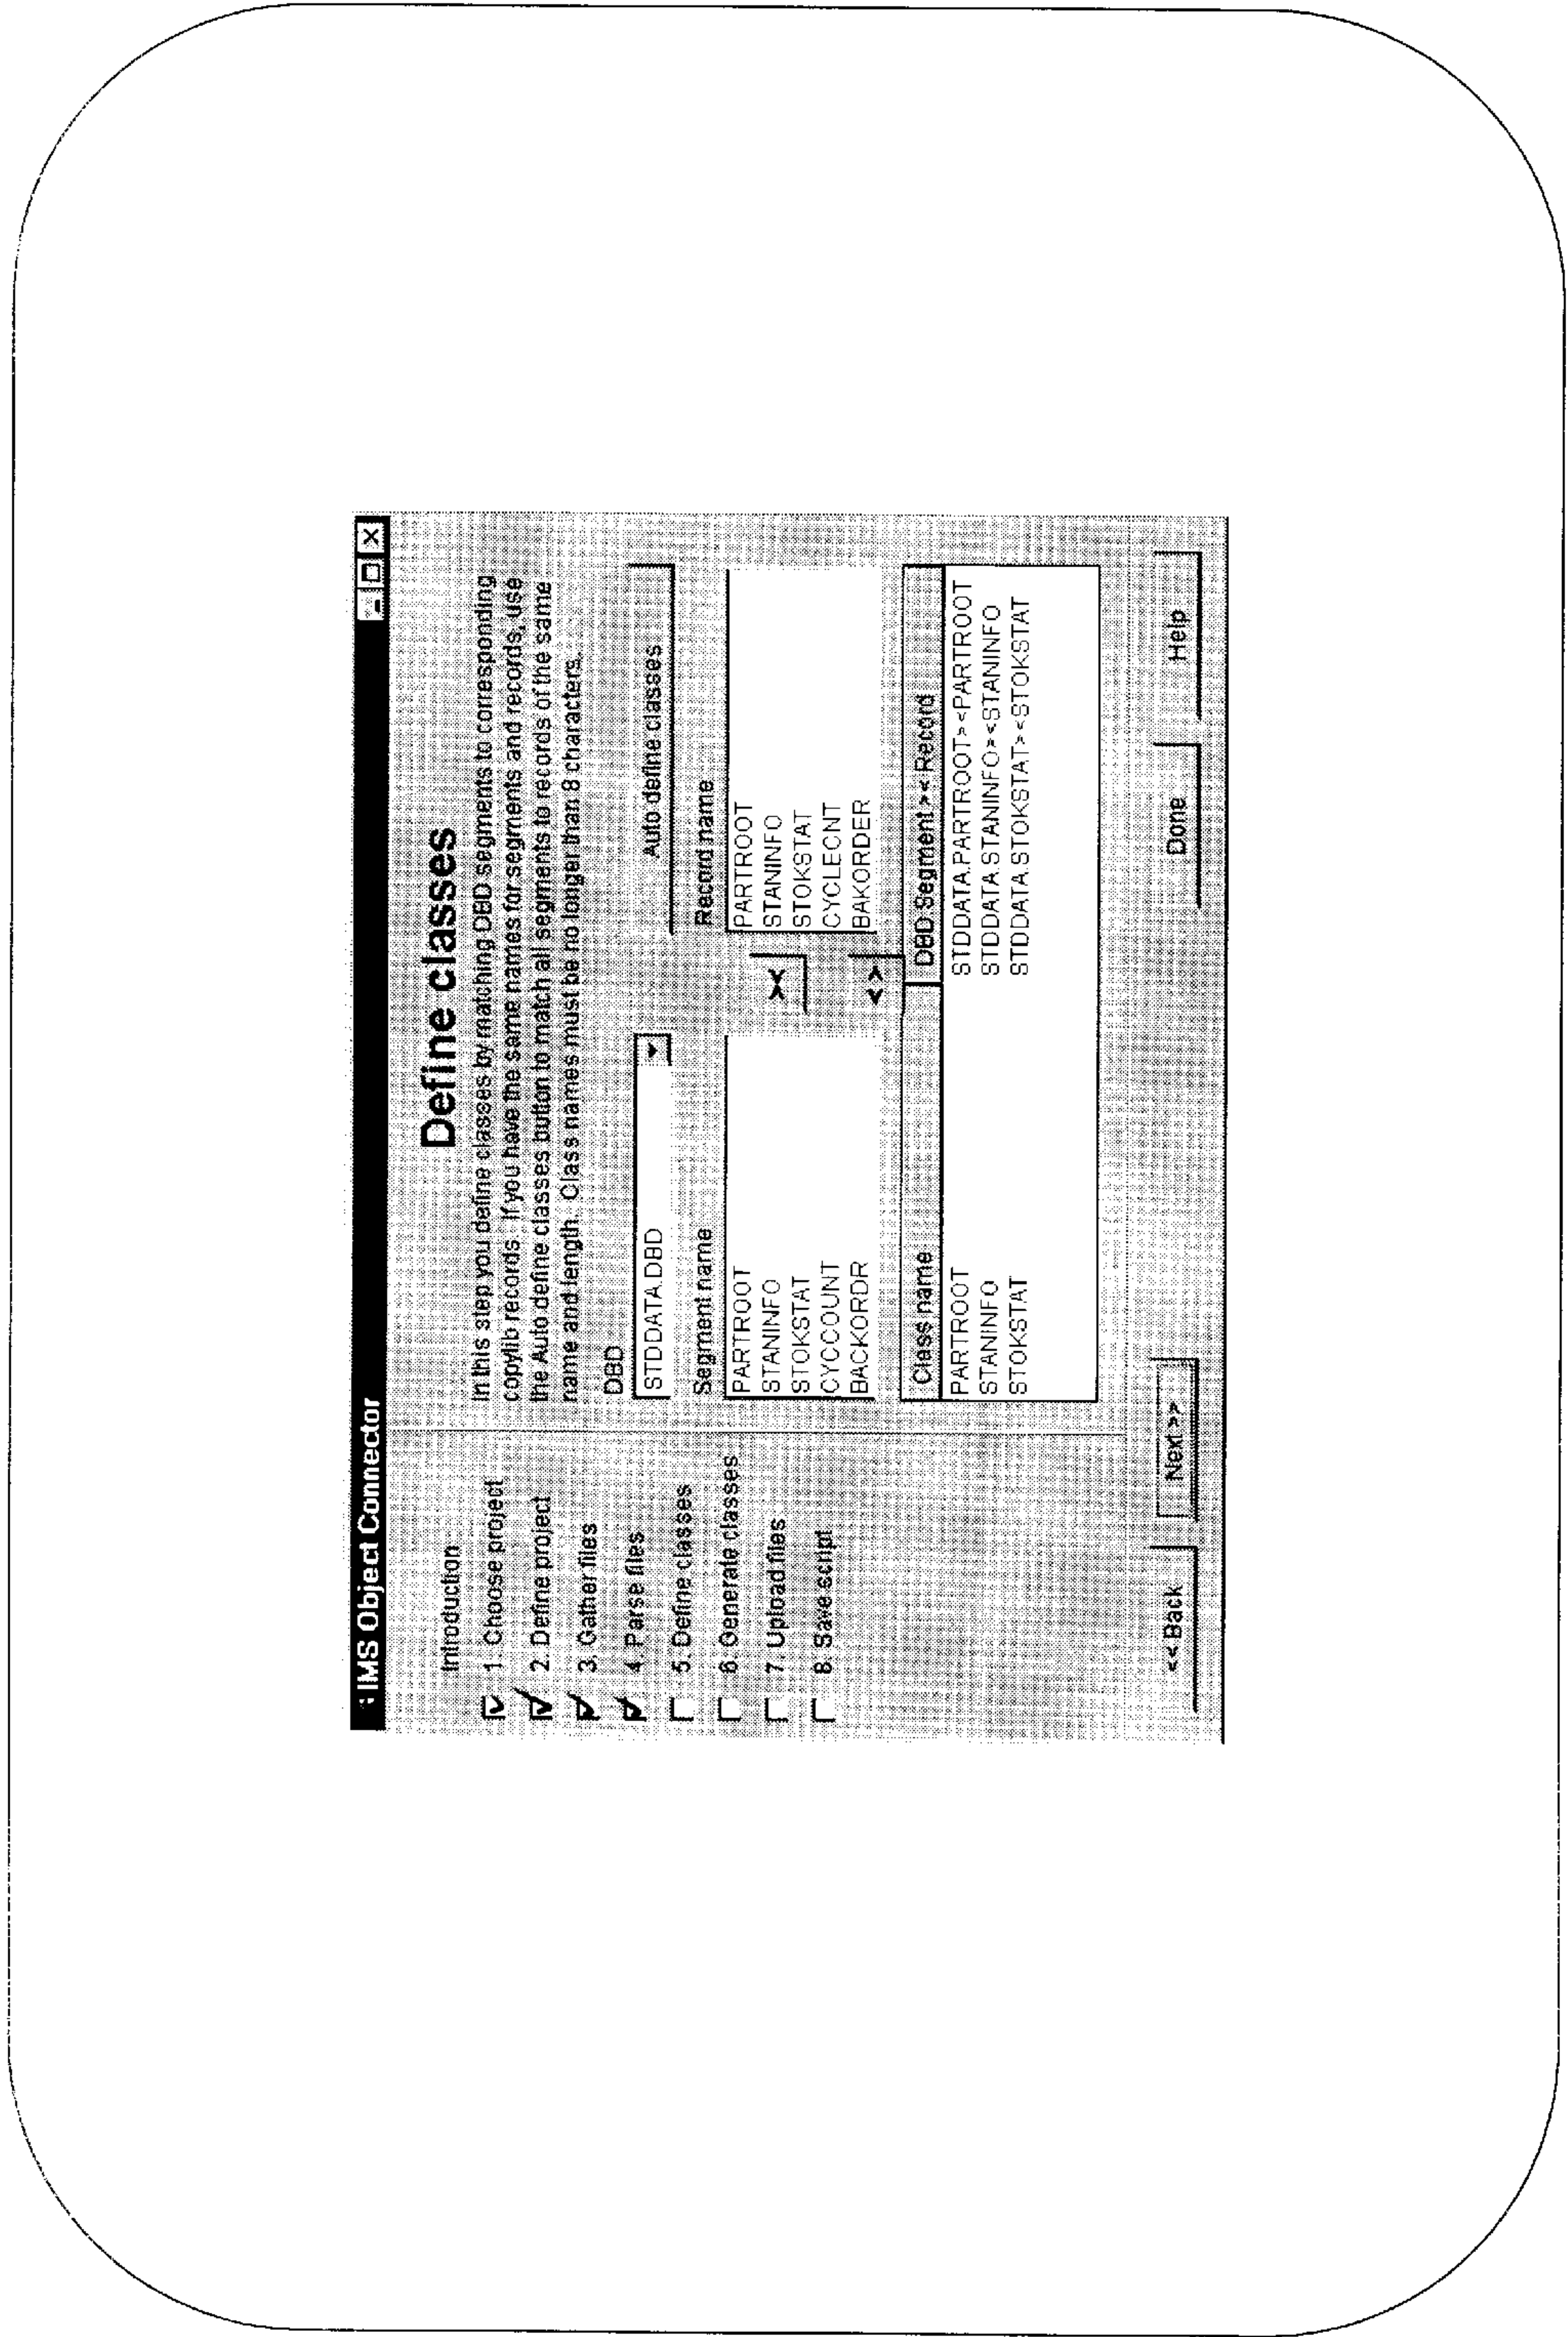 IMS Object Connector
Introduction
1. Choose project
2. Define project
3. Gather files
4. Parse files
5. Define classes
6. Generate classes
7. Upload files
8. Save script
Define classes
In this step you define classes by matching DBD segments to corresponding
copylib records. If you have the same names for segments and records, use
the Auto define classes button to match all segments to records of the same
name and length. Class names must be no longer than 8 characters.
DBD
STDDATA.DBD
Auto define classes
Segment name
PARTROOT
STANINFO
STOKSTAT
CYCCOUNT
BACKORDR
><
<>
Record name
PARTROOT
STANINFO
STOKSTAT
CYCLECNT
BAKORDER
Class name DBD Segment >< Record
PARTROOT STDDATA.PARTROOT><PARTROOT
STANINFO STDDATA.STANINFO><STANINFO
STOKSTAT STDDATA.STOKSTAT><STOKSTAT
<< Back Next >> Done Help